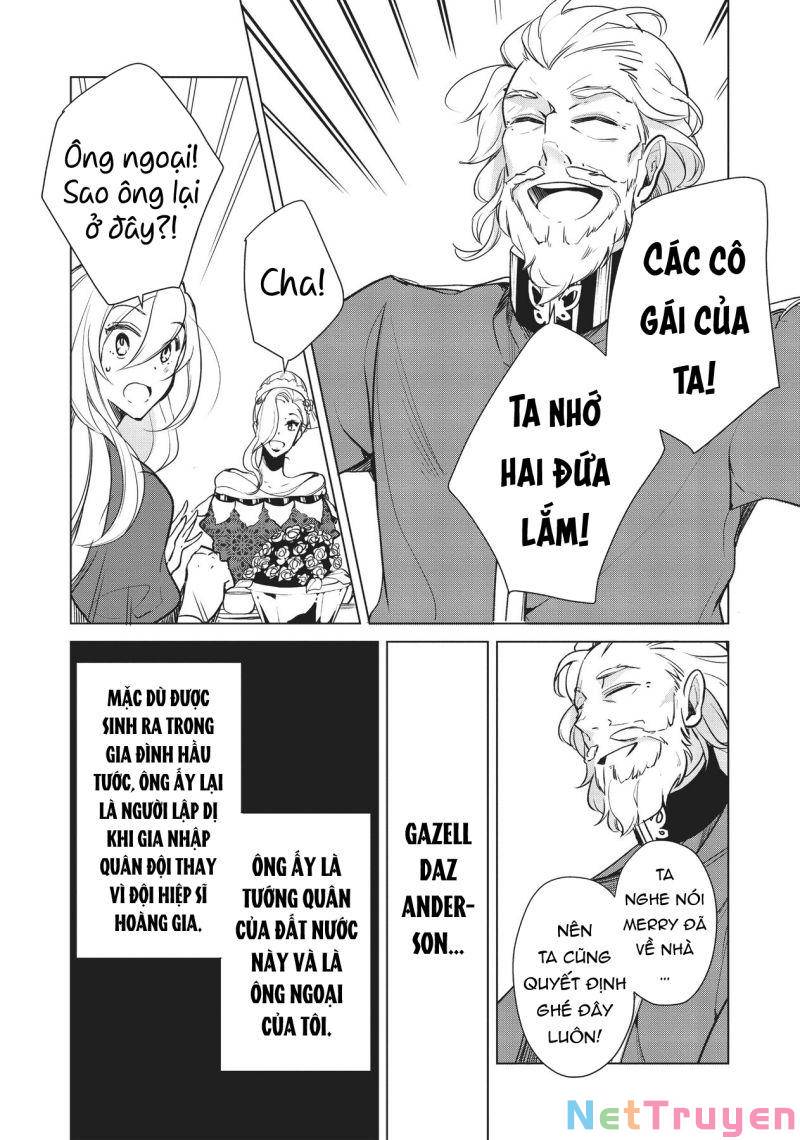 CÁC CÔ
GÁI CỦA
TA!
TA NHỚ
HAI ĐỨA
LẮM!
Cha!
Ông ngoại!
Sao ông lại
ở đây?!
TA
NGHE NÓI
MERRY ĐÃ
VỀ NHÀ
...
NÊN
TA CŨNG
QUYẾT ĐỊNH
GHÉ ĐÂY
LUÔN!
GAZELL
DAZ
ANDER-
SON...
ÔNG ẤY LÀ
TƯỚNG QUÂN
CỦA ĐẤT NƯỚC
NÀY VÀ LÀ
ÔNG NGOẠI
CỦA TÔI.
MẶC DÙ ĐƯỢC
SINH RA TRONG
GIA ĐÌNH HẦU
TƯỚC, ÔNG ẤY LẠI
LÀ NGƯỜI LẬP DỊ
KHI GIA NHẬP
QUÂN ĐỘI THAY
VÌ ĐỘI HIỆP SĨ
HOÀNG GIA.
NetTruyen